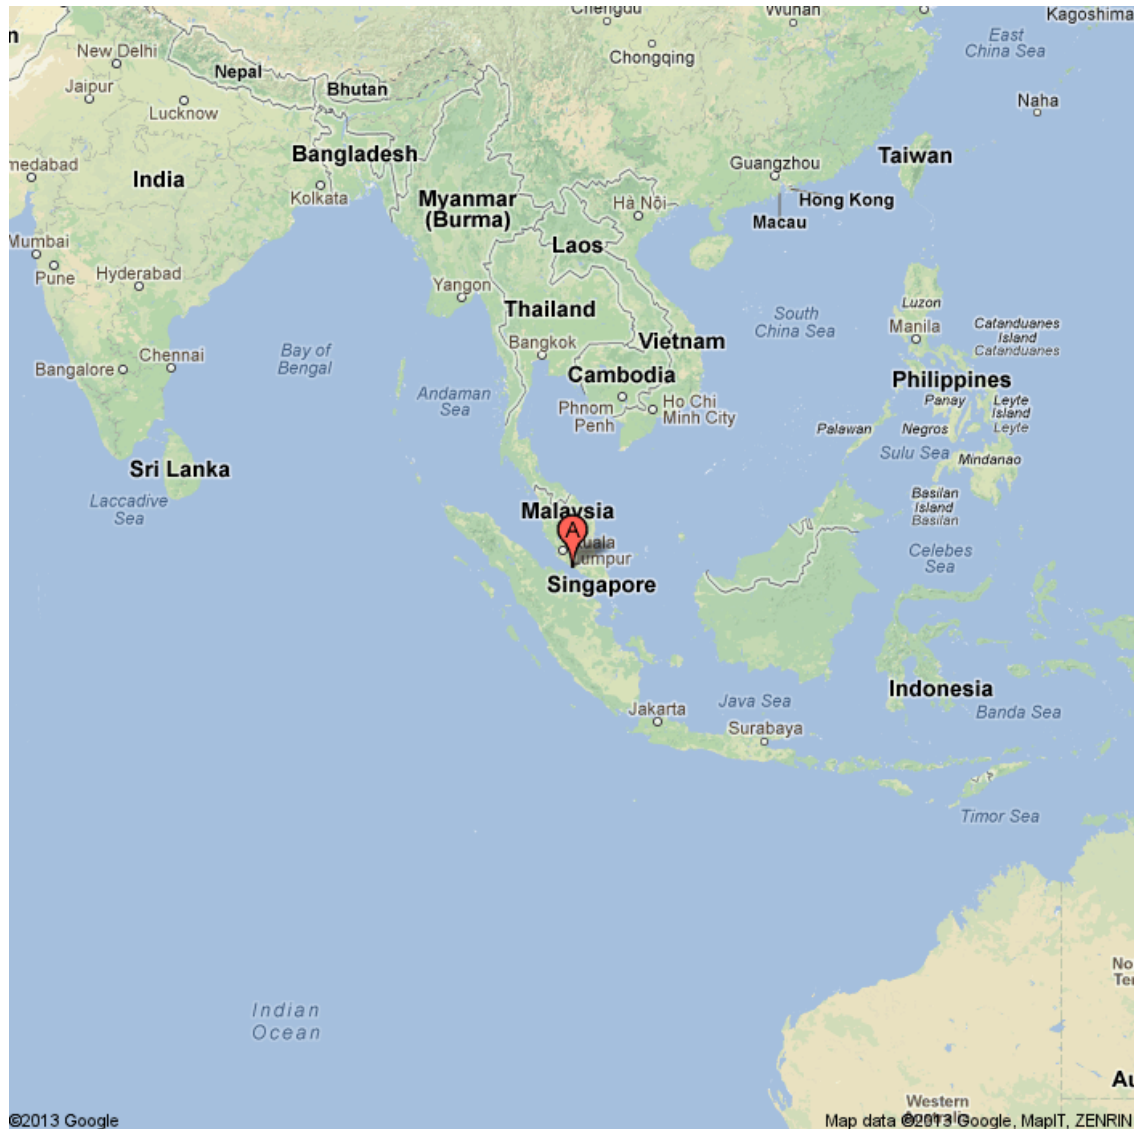 Chengdu
Wuhan
Kagoshima
n
New Delhi
East
China Sea
Chongqing
Nepal
Jaipur
Bhutan
Naha
Lucknow
Bangladesh
Taiwan
medabad
India
Guangzhou
Kolkata
Myanmar
(Burma)
Hà Nội
Hong Kong
Macau
Mumbai
Laos
Pune
Hyderabad
Yangon
Thailand
Luzon
South
China Sea
Manila
Catanduanes
Island
Catanduanes
Bangkok
Vietnam
Bay of
Bengal
Chennai
Bangalore
Cambodia
Philippines
Andaman
Sea
Phnom
Penh
Ho Chi
Minh City
Panay
Leyte
Island
Leyte
Palawan
Negros
Sulu Sea
Mindanao
Sri Lanka
Laccadive
Sea
Basilan
Island
Basilan
Malaysia
A
Kuala
Lumpur
Celebes
Sea
Singapore
Indonesia
Java Sea
Banda Sea
Jakarta
Surabaya
Timor Sea
No
Ter
Indian
Ocean
Au
Western
Australia
©2013 Google
Map data ©2013 Google, MapIT, ZENRIN